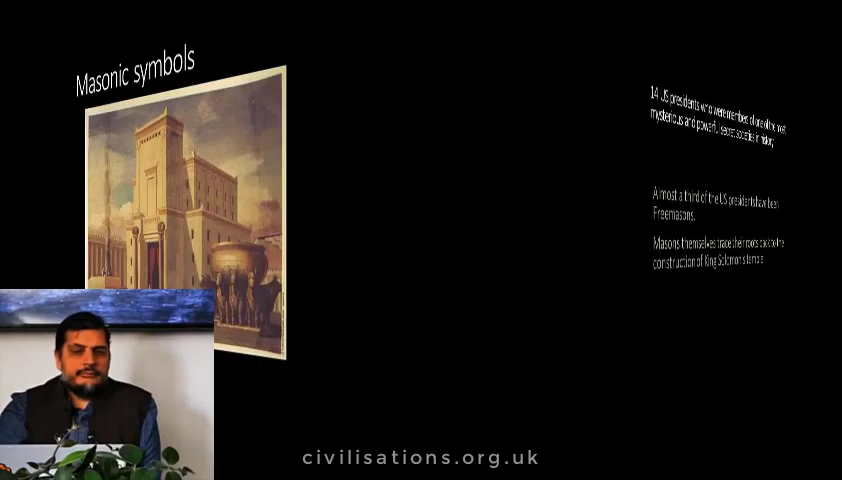 Masonic symbols
14 US presidents who were members of one of the most
mysterious and powerful secret societies in history
Almost a third of the US presidents have been
Freemasons.
Masons themselves trace their roots back to the
construction of King Solomon's temple
civilisations.org.uk